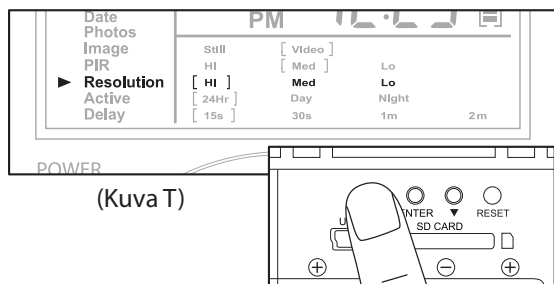 Date
PM
Photos
Image Still [ Video ]
PIR HI [ Med ] Lo
► Resolution [ HI ] Med Lo
Active [ 24Hr ] Day Night
Delay [ 15s ] 30s 1m 2m
POWER
(Kuva T)
ENTER ▼ RESET
SD CARD